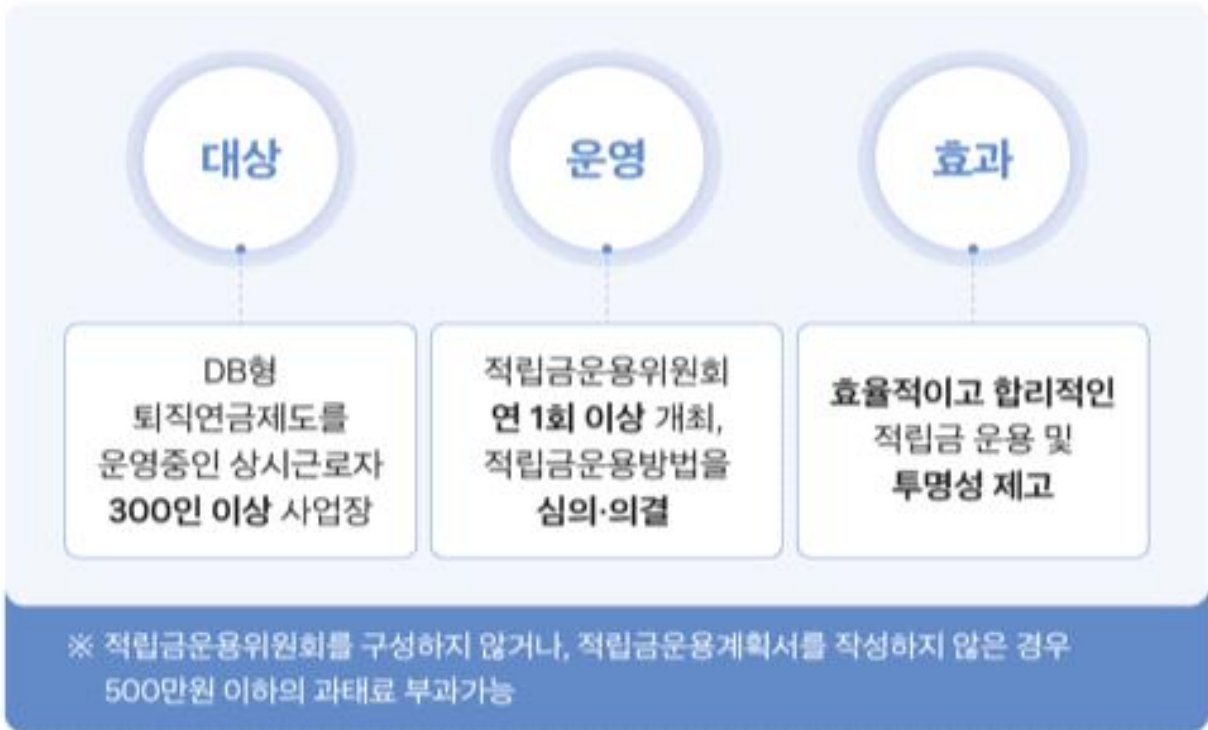 대상
DB형
퇴직연금제도를
운영중인 상시근로자
300인 이상 사업장
운영
적립금운용위원회
연 1회 이상 개최,
적립금운용방법을
심의·의결
효과
효율적이고 합리적인
적립금 운용 및
투명성 제고
※ 적립금운용위원회를 구성하지 않거나, 적립금운용계획서를 작성하지 않은 경우
500만원 이하의 과태료 부과가능